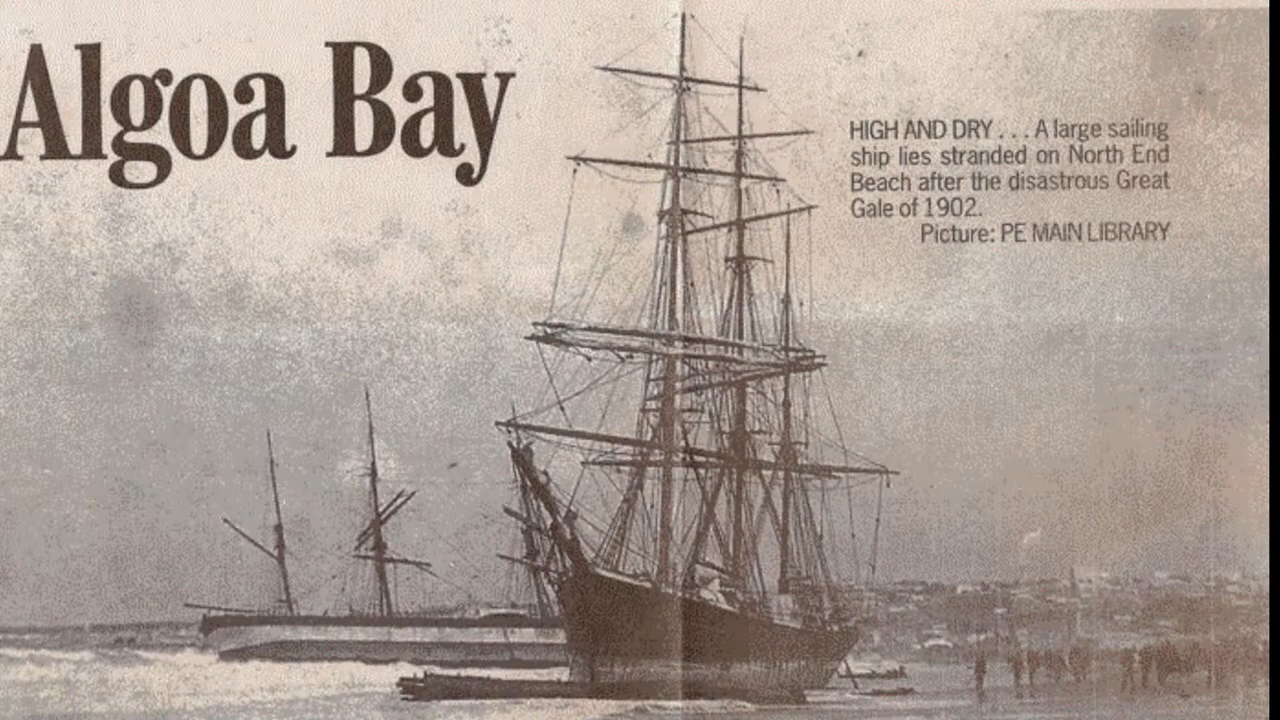 Algoa Bay
HIGH AND DRY . . . A large sailing
ship lies stranded on North End
Beach after the disastrous Great
Gale of 1902.
Picture: PE MAIN LIBRARY